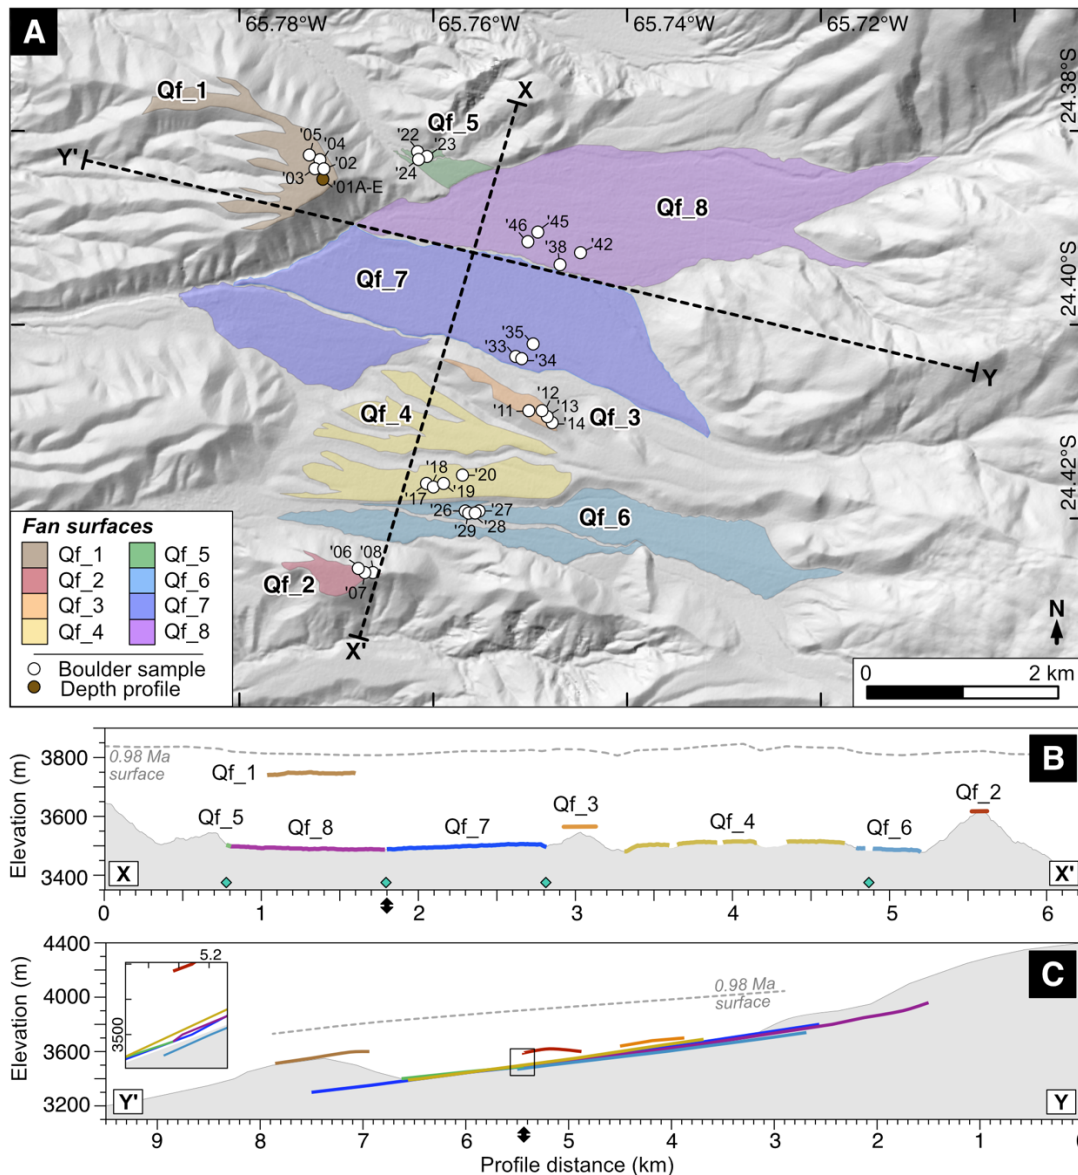 A
65.78°W
65.76°W
65.74°W
65.72°W
24.38°S
24.40°S
24.42°S
Qf_1
'05
'04
'02
'03
'01A-E
Y'
'22
Qf_5
'23
'24
X
Qf_8
'46
'45
'38
'42
Qf_7
'35
'33
'34
Y
Qf_4
'12
'11
'13
'14
Qf_3
'18
'20
'17
'19
'26
'27
'29
'28
Qf_6
'06
'08
'07
Qf_2
X'
Fan surfaces
Qf_1
Qf_5
Qf_2
Qf_6
Qf_3
Qf_7
Qf_4
Qf_8
Boulder sample
Depth profile
N
0
2 km
B
Elevation (m)
3800
3600
3400
0.98 Ma
surface
Qf_1
Qf_5
Qf_8
Qf_7
Qf_3
Qf_4
Qf_6
Qf_2
X
X'
0 1 2 3 4 5 6
C
Elevation (m)
4400
4000
3600
3200
5.2
3500
0.98 Ma
surface
Y'
Y
9 8 7 6 5 4 3 2 1 0
Profile distance (km)